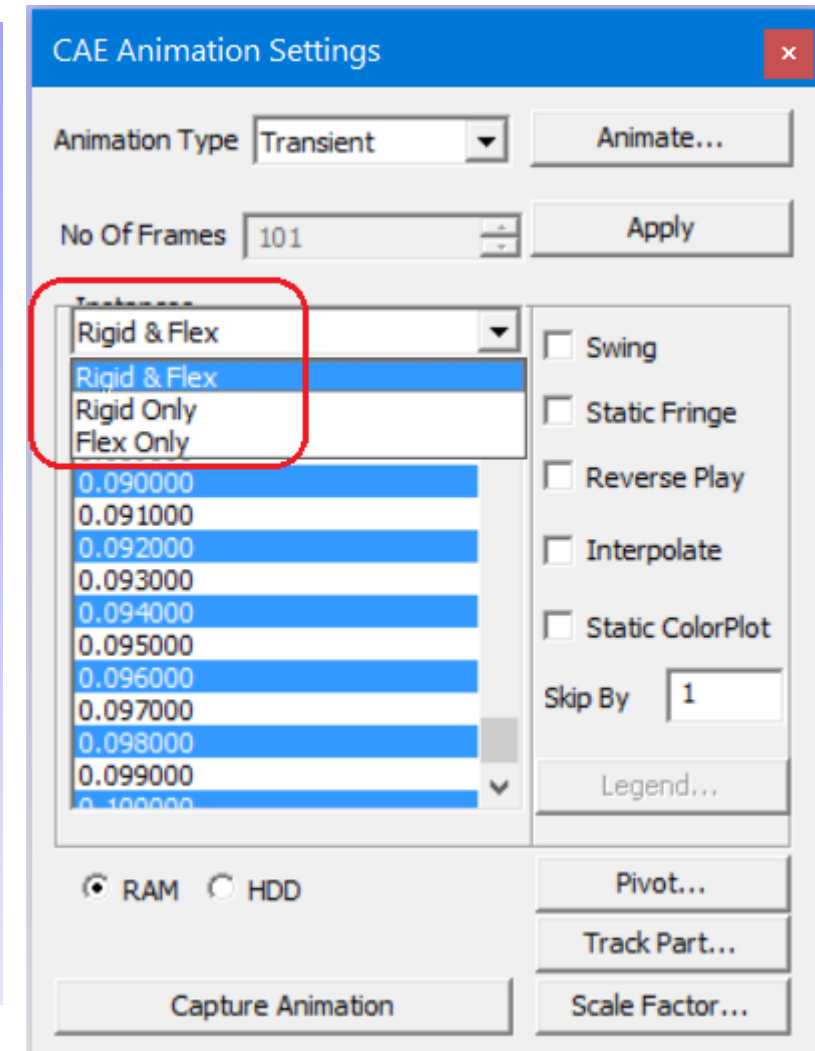 CAE Animation Settings
×
Animation Type Transient Animate...
No Of Frames 101 Apply
Instances
Rigid & Flex
Rigid & Flex
Rigid Only
Flex Only
0.090000
0.091000
0.092000
0.093000
0.094000
0.095000
0.096000
0.097000
0.098000
0.099000
0.100000
Swing
Static Fringe
Reverse Play
Interpolate
Static ColorPlot
Skip By 1
Legend...
RAM HDD
Pivot...
Track Part...
Capture Animation
Scale Factor...